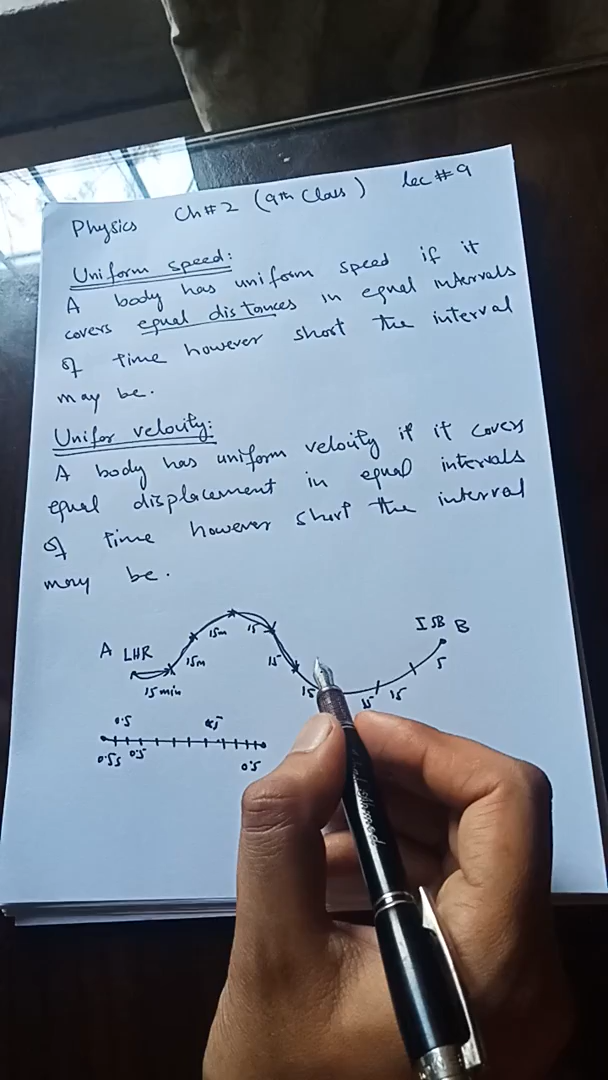 Physics Ch#2 (9th Class) lec #9
Uniform speed:
A body has uniform speed if it
covers equal distances in equal intervals
of time however short the interval
may be.
Unifor velocity:
A body has uniform velocity if it covers
equal displacement in equal intervals
of time however short the interval
may be.
A LHR
15 min
15m
15m
15
15
15
15
15
5
ISB B
0.5
0.5s
0.5
0.5
Ahmed